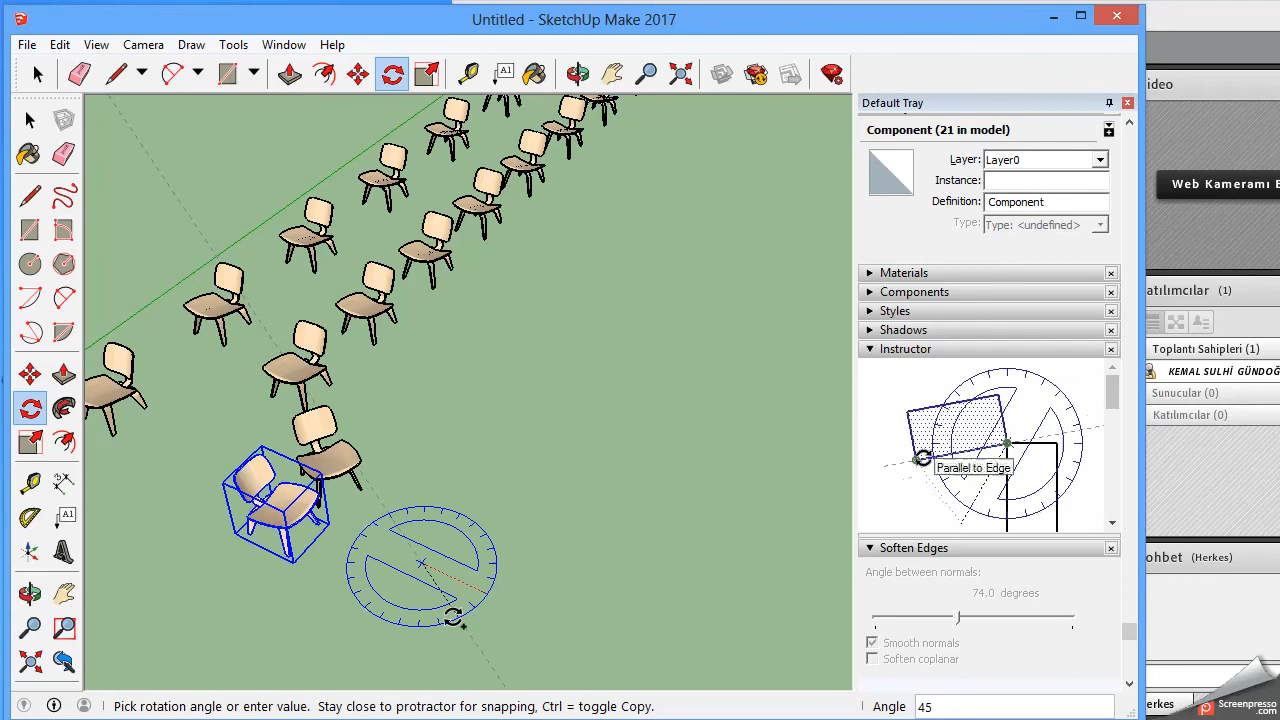 Untitled - SketchUp Make 2017
File Edit View Camera Draw Tools Window Help
A1
Default Tray
Component (21 in model)
Layer: Layer0
Instance:
Definition: Component
Type: Type: <undefined>
Materials
Components
Styles
Shadows
Instructor
Parallel to Edge
Soften Edges
Angle between normals:
74.0 degrees
Smooth normals
Soften coplanar
A1
Pick rotation angle or enter value. Stay close to protractor for snapping, Ctrl = toggle Copy.
Angle 45
ideo
Web Kameramı E
atılımcılar (1)
Toplantı Sahipleri (1)
KEMAL SULHİ GÜNDOĞ
Sunucular (0)
Katılımcılar (0)
ohbet (Herkes)
erkes
Screenpresso
.com